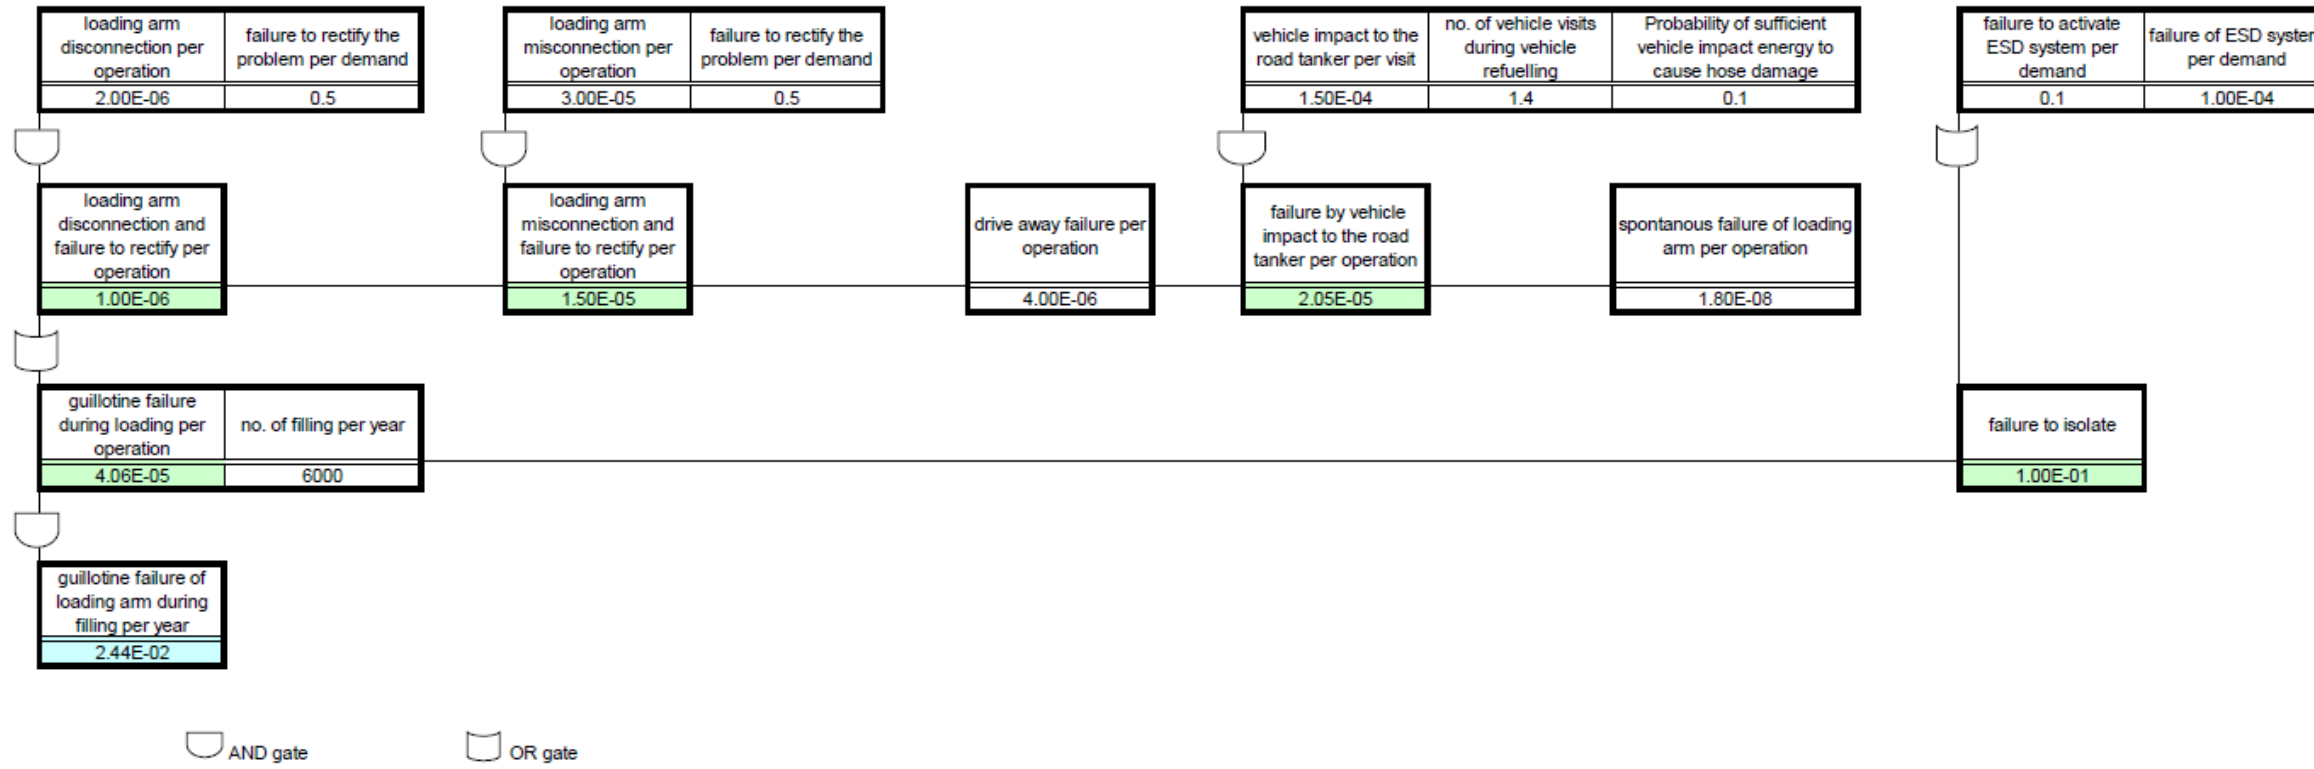 loading arm
disconnection per
operation
failure to rectify the
problem per demand
2.00E-06
0.5
loading arm
misconnection per
operation
failure to rectify the
problem per demand
3.00E-05
0.5
vehicle impact to the
road tanker per visit
no. of vehicle visits
during vehicle
refuelling
Probability of sufficient
vehicle impact energy to
cause hose damage
1.50E-04
1.4
0.1
failure to activate
ESD system per
demand
failure of ESD system
per demand
0.1
1.00E-04
loading arm
disconnection and
failure to rectify per
operation
1.00E-06
loading arm
misconnection and
failure to rectify per
operation
1.50E-05
drive away failure per
operation
4.00E-06
failure by vehicle
impact to the road
tanker per operation
2.05E-05
spontanous failure of loading
arm per operation
1.80E-08
guillotine failure
during loading per
operation
no. of filling per year
4.06E-05
6000
failure to isolate
1.00E-01
guillotine failure of
loading arm during
filling per year
2.44E-02
AND gate
OR gate